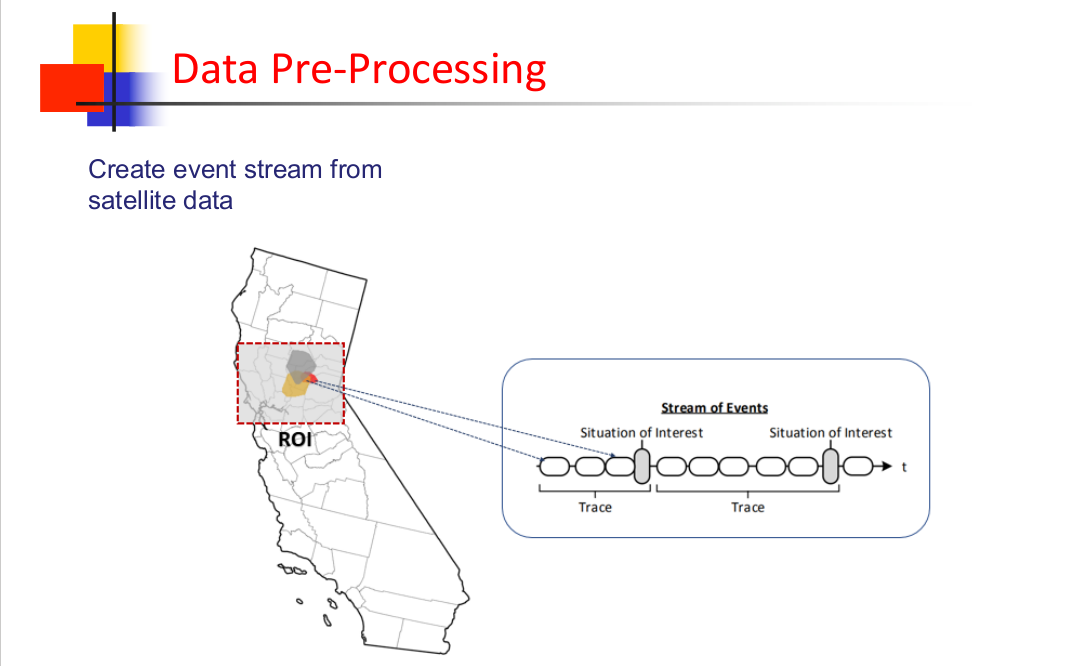 Data Pre-Processing
Create event stream from
satellite data
ROI
Stream of Events
Situation of Interest
Situation of Interest
t
Trace
Trace